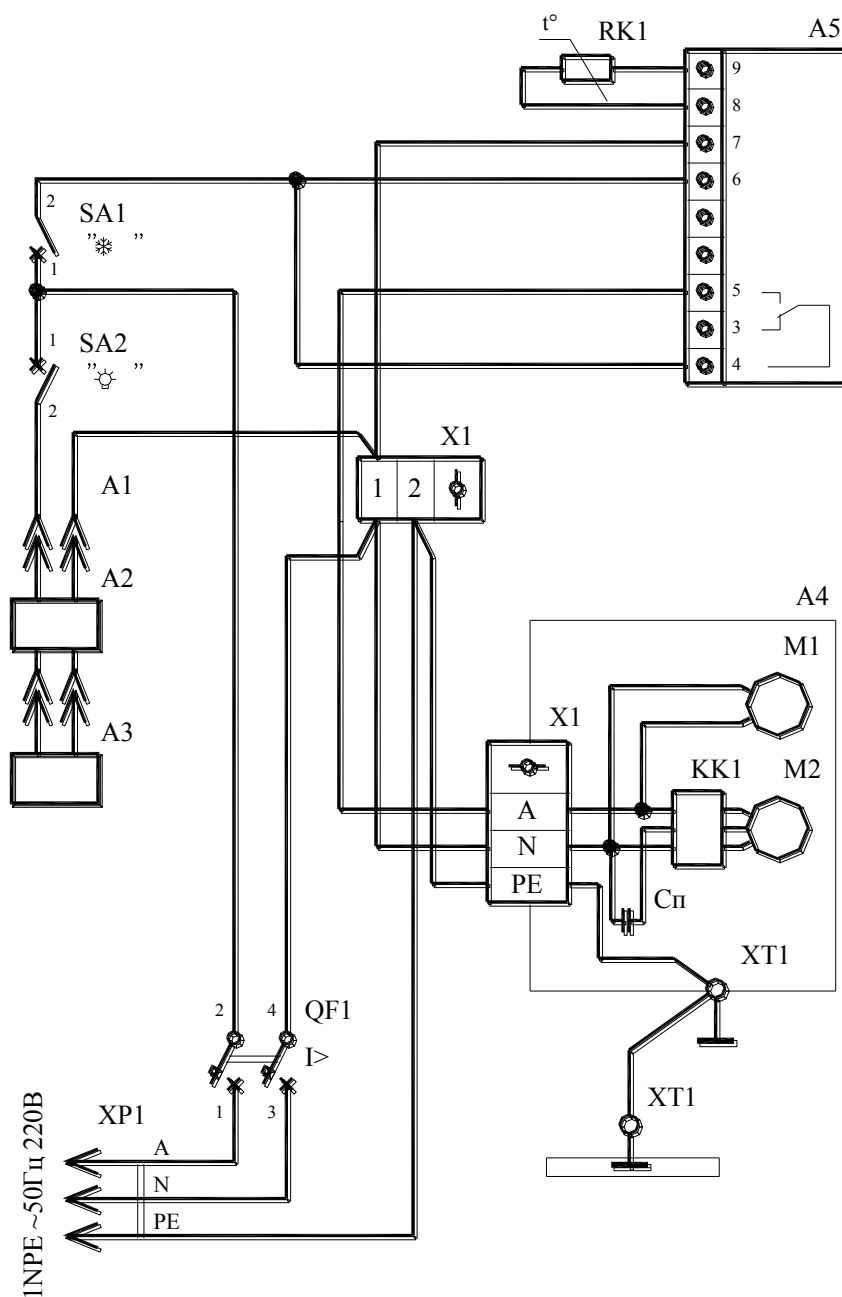 t° RK1 A5
9
8
7
6
5
3
4
2
SA1
” ❄ ”
1
1
SA2
” ”
2
X1
1 2
A1
A2
A3
A4
M1
X1
KK1 M2
A
N
PE
Сп
XT1
2 4 QF1
I>
1 3
XT1
XP1
A
N
PE
1NPE ~50Гц 220В